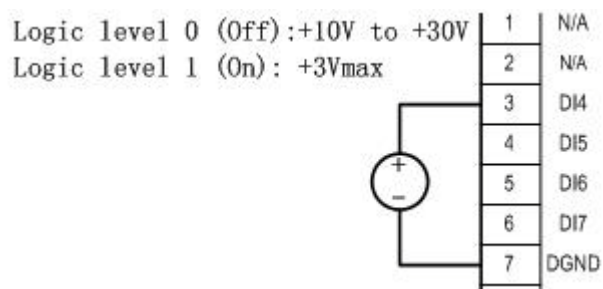 Logic level 0 (Off):+10V to +30V
Logic level 1 (On): +3Vmax
1 N/A
2 N/A
3 DI4
4 DI5
5 DI6
6 DI7
7 DGND
+
−